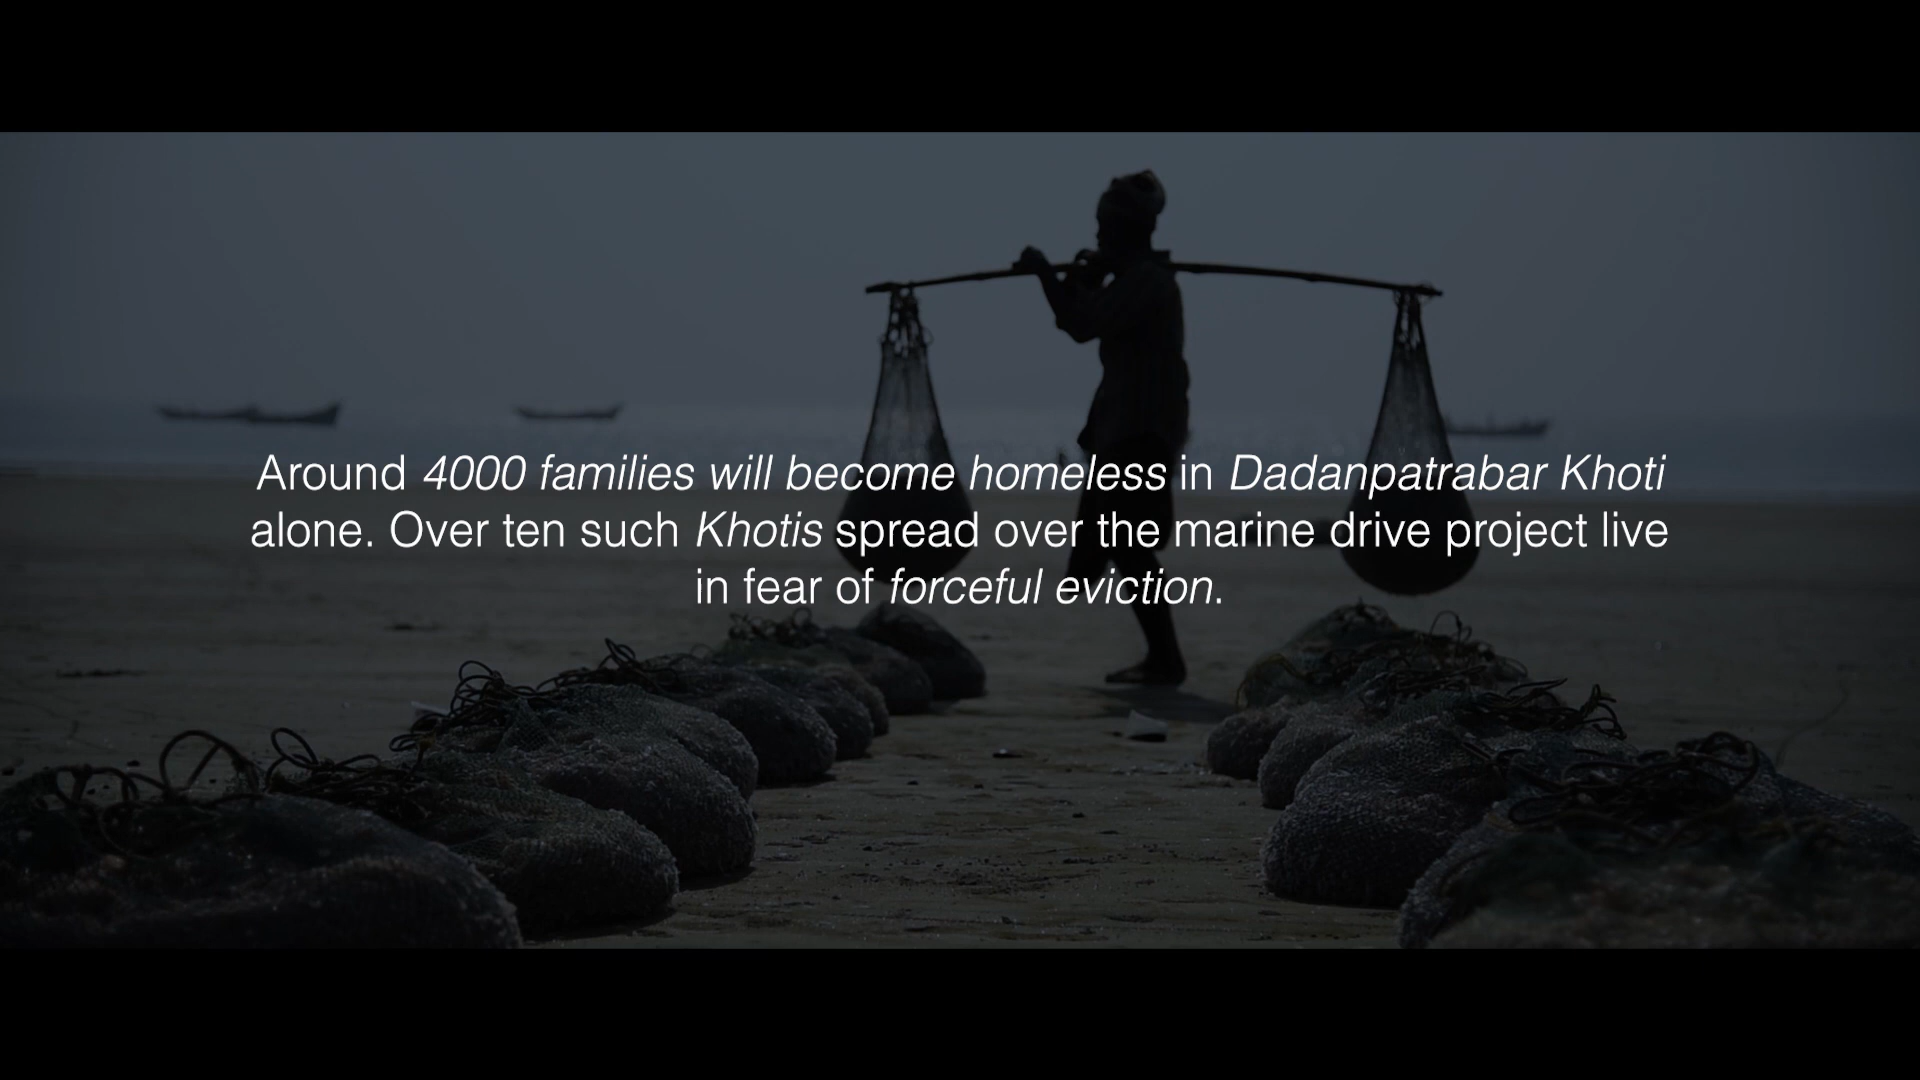 Around 4000 families will become homeless in Dadanpatrabar Khoti
alone. Over ten such Khotis spread over the marine drive project live
in fear of forceful eviction.